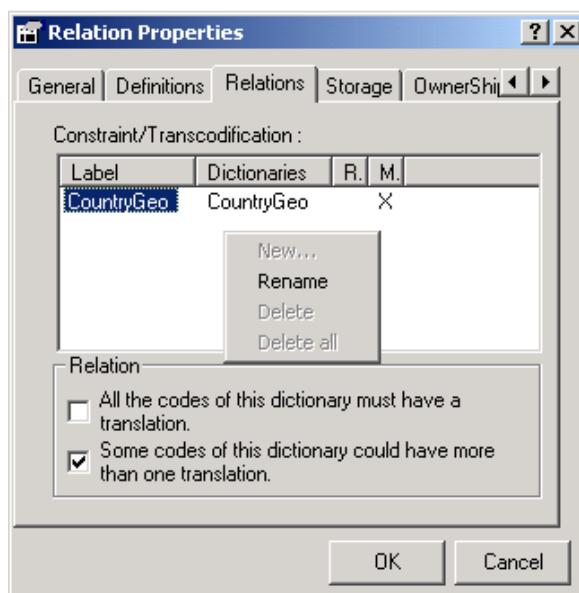 Relation Properties
General Definitions Relations Storage OwnerShi
Constraint/Transcodification :
Label Dictionaries R. M.
CountryGeo CountryGeo X
New...
Rename
Delete
Delete all
Relation
All the codes of this dictionary must have a
translation.
Some codes of this dictionary could have more
than one translation.
OK Cancel